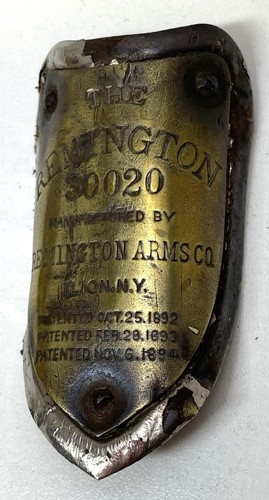 THE
REMINGTON
30020
MANUFACTURED BY
REMINGTON ARMS CO.
ILION. N.Y.
PATENTED OCT. 25. 1892
PATENTED FEB. 28. 1893
PATENTED NOV. 6. 1894